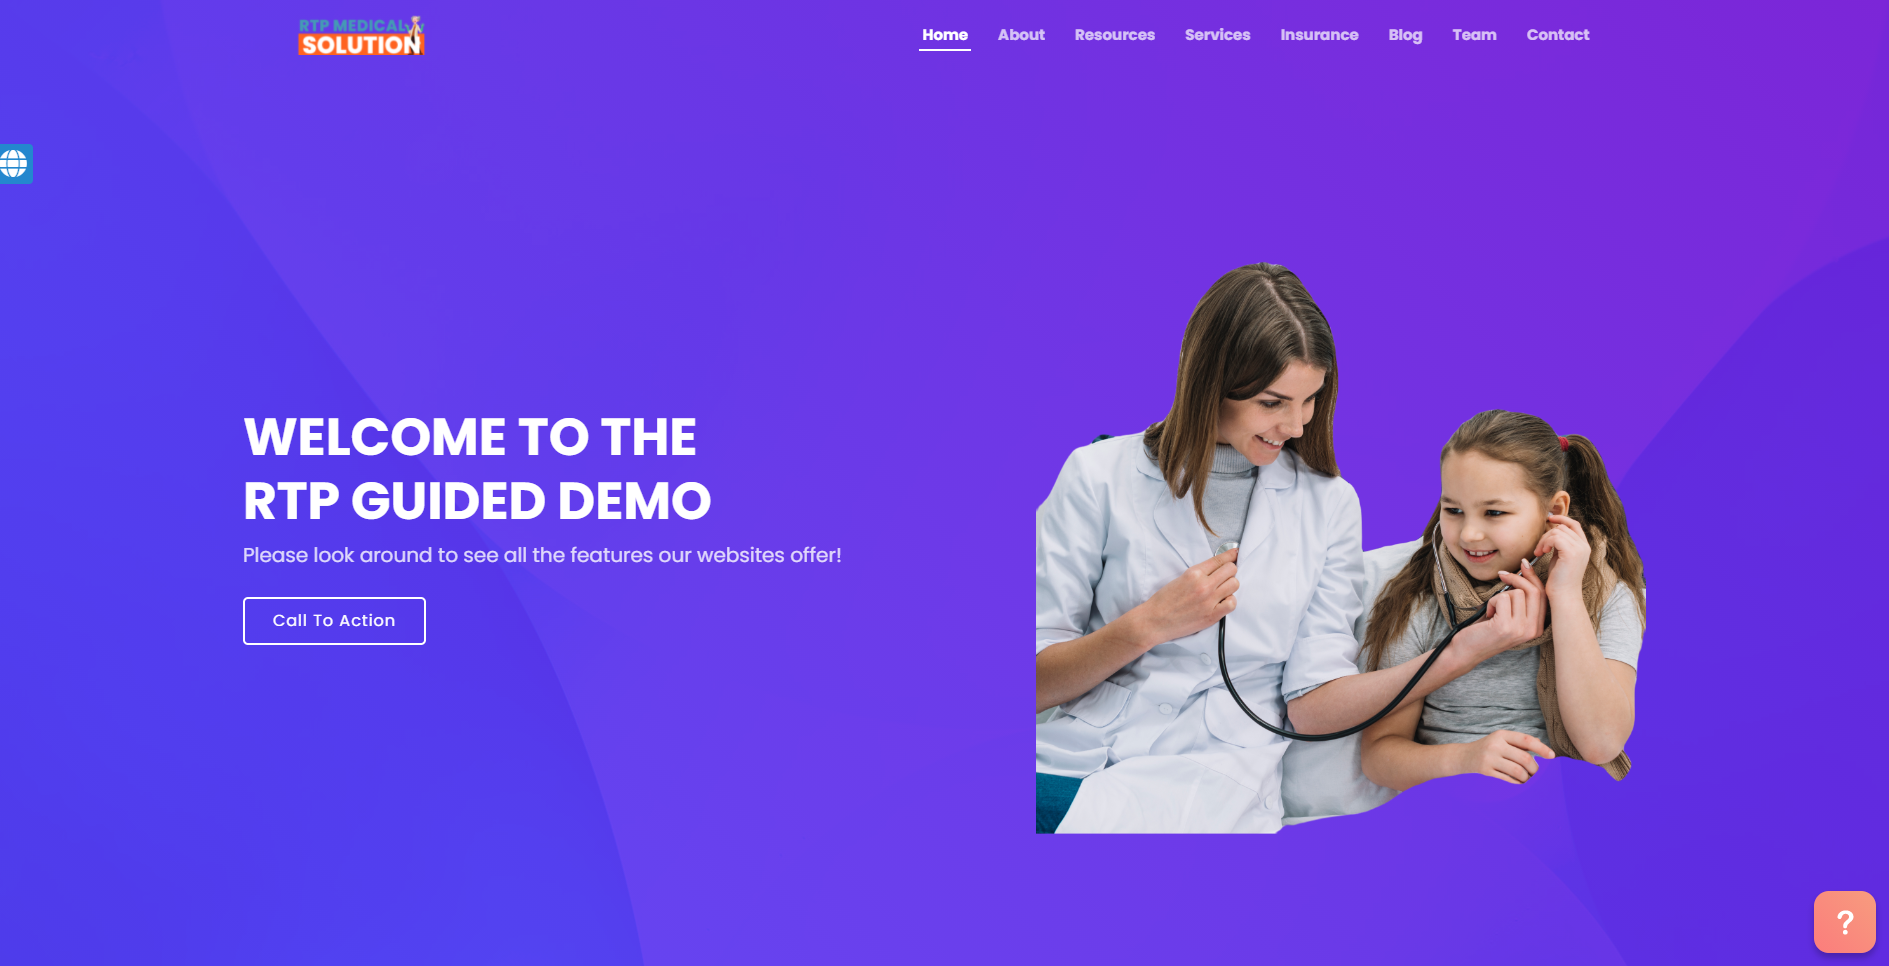 RTP MEDICAL
SOLUTION
Home About Resources Services Insurance Blog Team Contact
WELCOME TO THE
RTP GUIDED DEMO
Please look around to see all the features our websites offer!
Call To Action
?